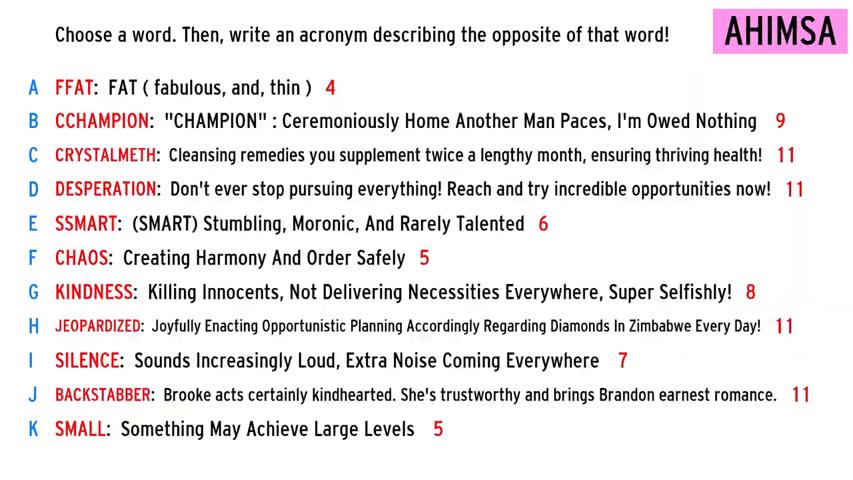 Choose a word. Then, write an acronym describing the opposite of that word!
AHIMSA
A FFAT: FAT ( fabulous, and, thin ) 4
B CCHAMPION: "CHAMPION" : Ceremoniously Home Another Man Paces, I'm Owed Nothing 9
C CRYSTALMETH: Cleansing remedies you supplement twice a lengthy month, ensuring thriving health! 11
D DESPERATION: Don't ever stop pursuing everything! Reach and try incredible opportunities now! 11
E SSMART: (SMART) Stumbling, Moronic, And Rarely Talented 6
F CHAOS: Creating Harmony And Order Safely 5
G KINDNESS: Killing Innocents, Not Delivering Necessities Everywhere, Super Selfishly! 8
H JEOPARDIZED: Joyfully Enacting Opportunistic Planning Accordingly Regarding Diamonds In Zimbabwe Every Day! 11
I SILENCE: Sounds Increasingly Loud, Extra Noise Coming Everywhere 7
J BACKSTABBER: Brooke acts certainly kindhearted. She's trustworthy and brings Brandon earnest romance. 11
K SMALL: Something May Achieve Large Levels 5